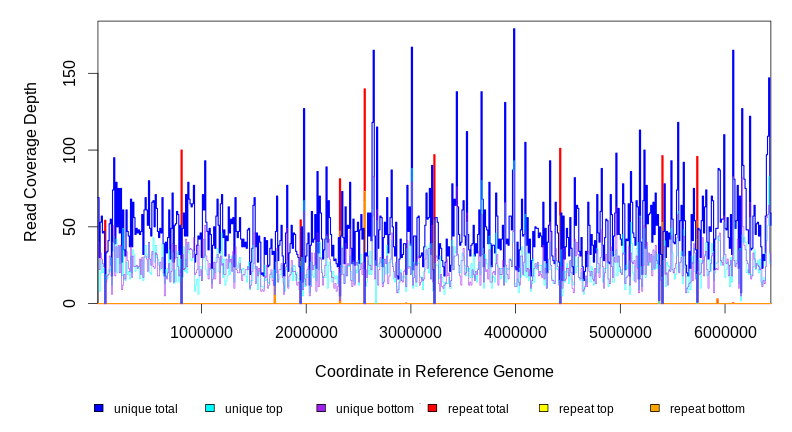 150
100
50
0
Read Coverage Depth
1000000 2000000 3000000 4000000 5000000 6000000
Coordinate in Reference Genome
unique total unique top unique bottom repeat total repeat top repeat bottom